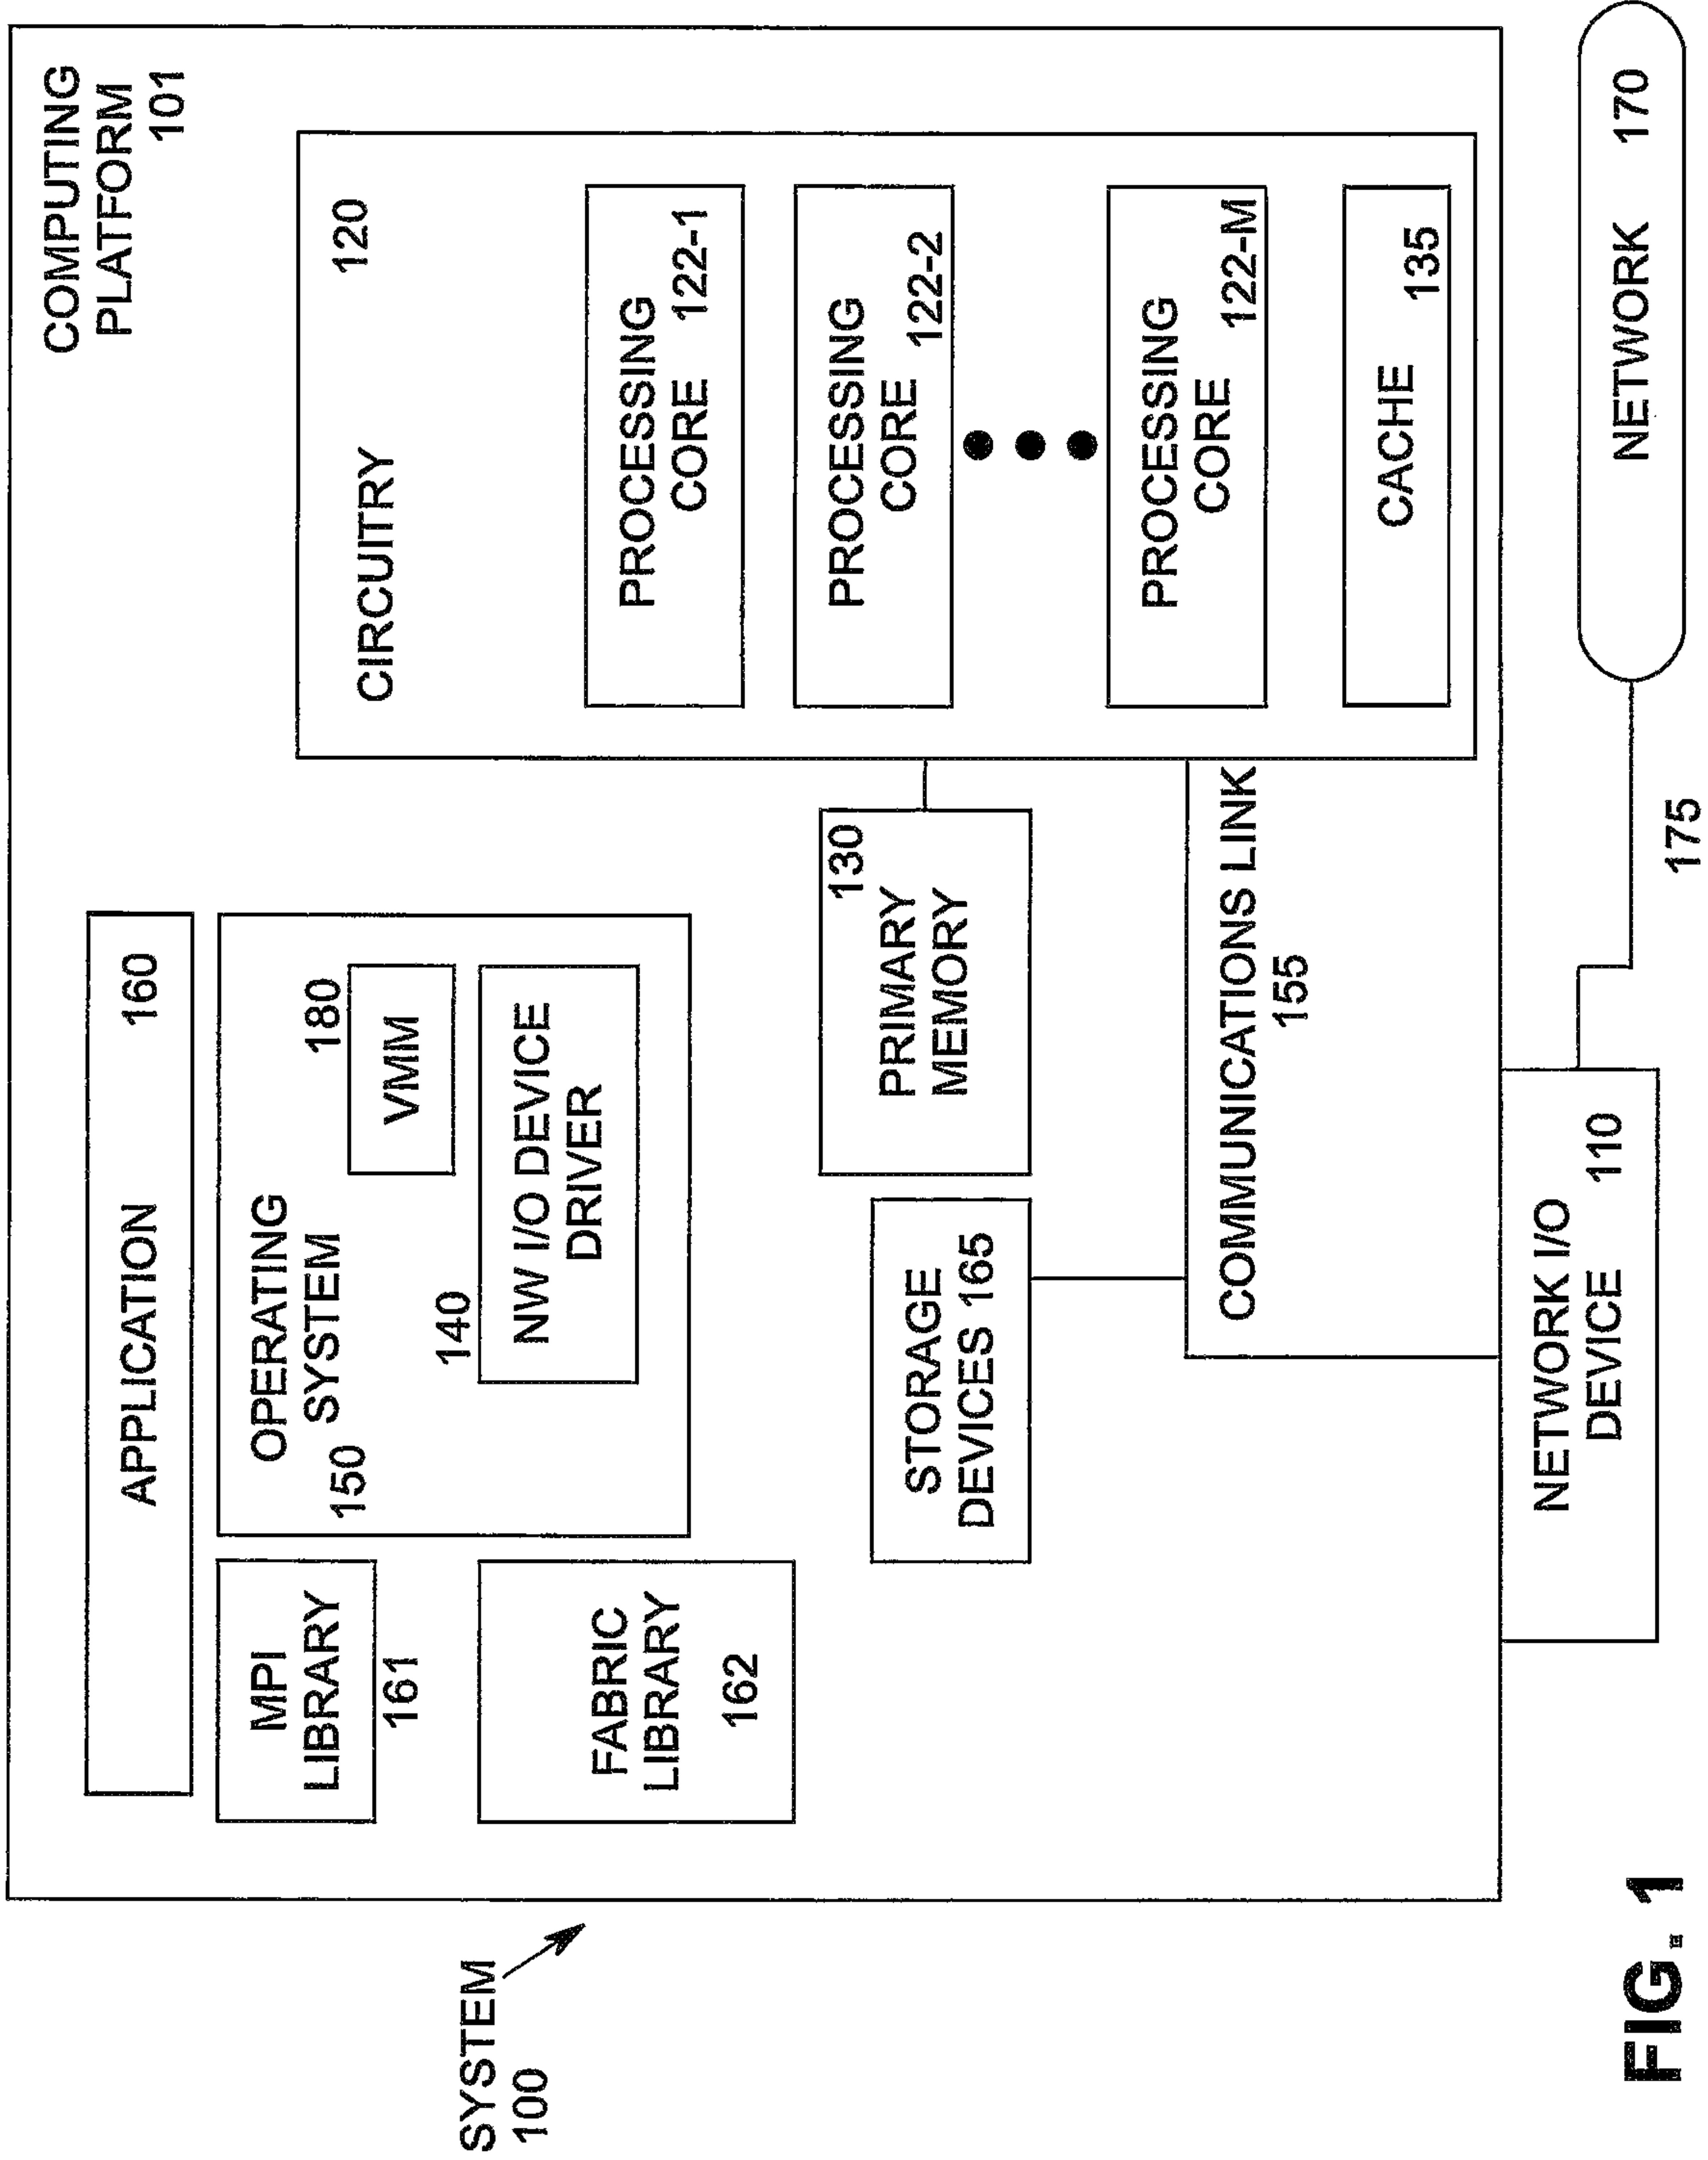 COMPUTING
PLATFORM
101
APPLICATION 160
MPI
LIBRARY
161
FABRIC
LIBRARY
162
OPERATING
SYSTEM
150
180
VMM
140
NW I/O DEVICE
DRIVER
CIRCUITRY 120
PROCESSING
CORE 122-1
PROCESSING
CORE 122-2
PROCESSING
CORE 122-M
CACHE 135
130
PRIMARY
MEMORY
STORAGE
DEVICES 165
COMMUNICATIONS LINK
155
NETWORK I/O
DEVICE 110
175
NETWORK 170
SYSTEM
100
FIG. 1